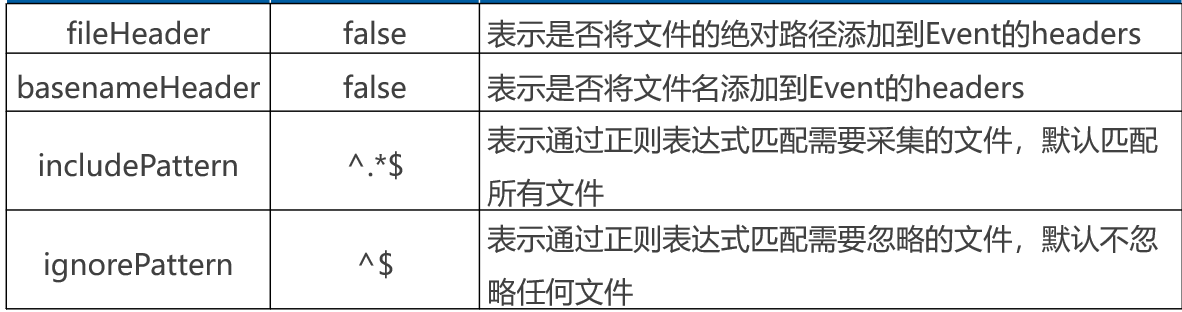 fileHeader false 表示是否将文件的绝对路径添加到Event的headers
basenameHeader false 表示是否将文件名添加到Event的headers
includePattern ^.*$ 表示通过正则表达式匹配需要采集的文件，默认匹配
所有文件
ignorePattern ^$ 表示通过正则表达式匹配需要忽略的文件，默认不忽
略任何文件